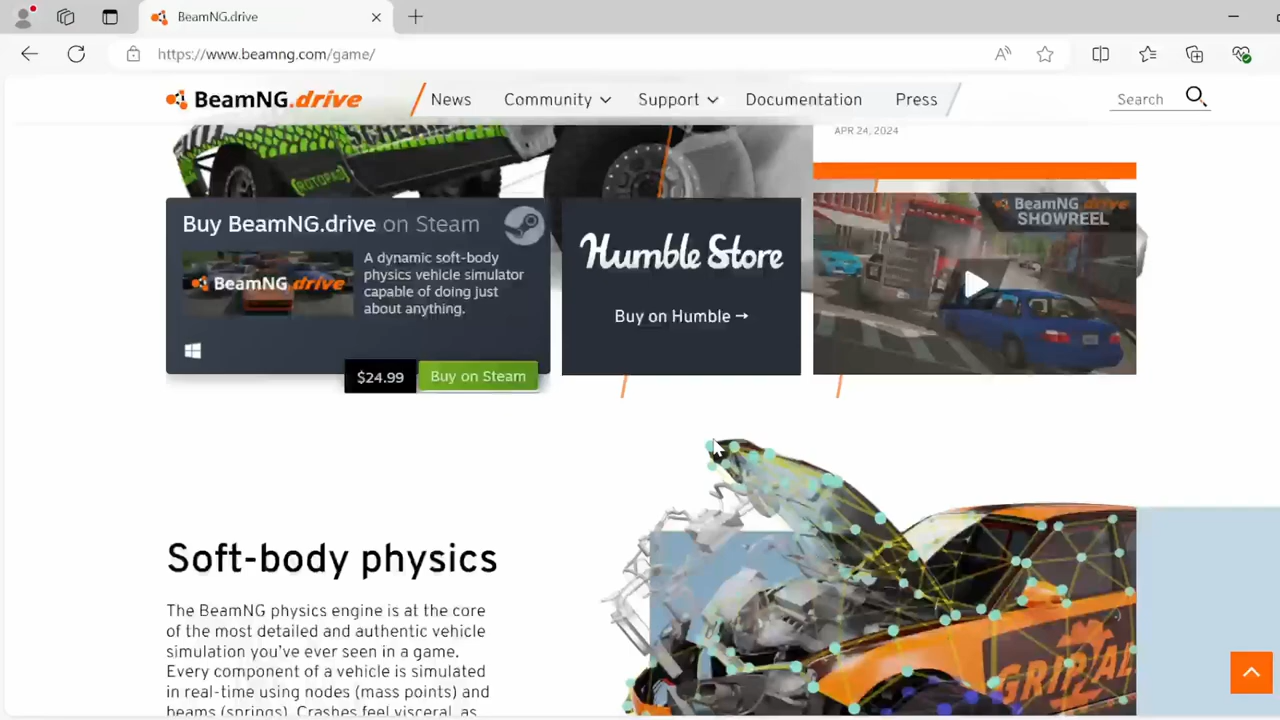 BeamNG.drive
https://www.beamng.com/game/
BeamNG.drive
News
Community
Support
Documentation
Press
Search
APR 24, 2024
ROTOPAX
Buy BeamNG.drive on Steam
BeamNG drive
A dynamic soft-body
physics vehicle simulator
capable of doing just
about anything.
$24.99
Buy on Steam
Humble Store
Buy on Humble →
BeamNG drive
SHOWREEL
Soft-body physics
The BeamNG physics engine is at the core
of the most detailed and authentic vehicle
simulation you've ever seen in a game.
Every component of a vehicle is simulated
in real-time using nodes (mass points) and
beams (springs). Crashes feel visceral, as